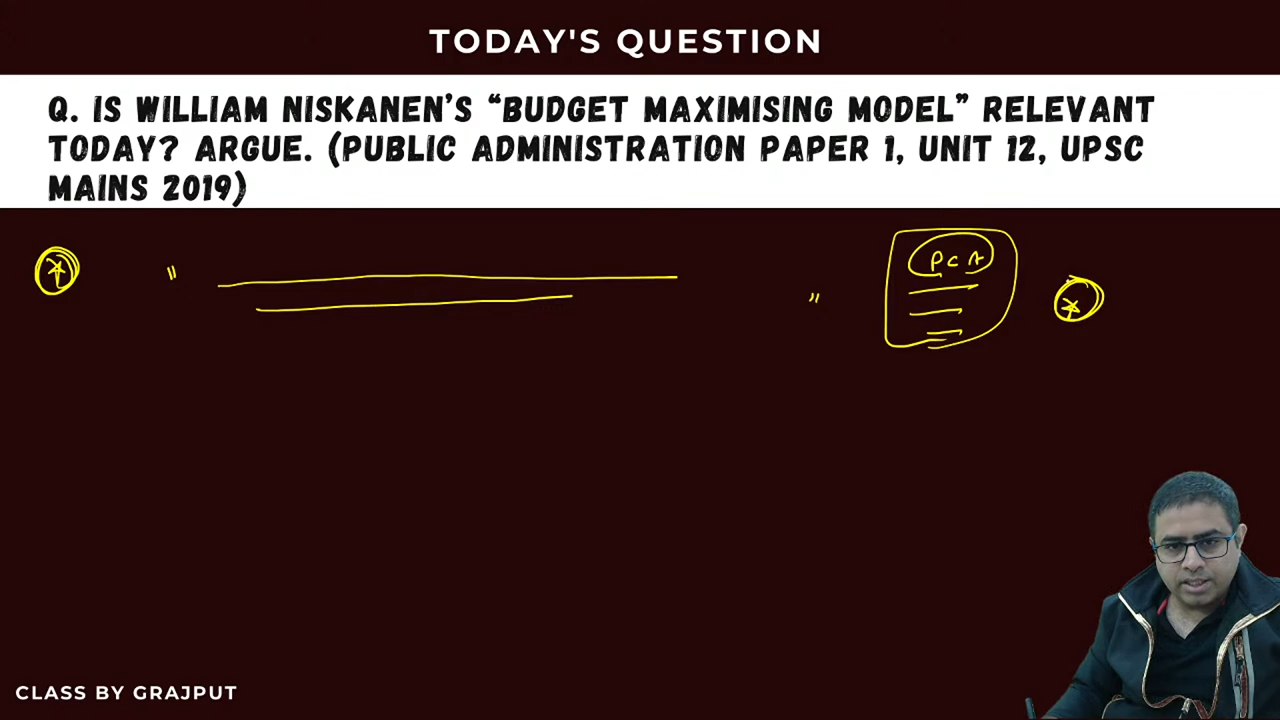 TODAY'S QUESTION
Q. IS WILLIAM NISKANEN'S “BUDGET MAXIMISING MODEL” RELEVANT
TODAY? ARGUE. (PUBLIC ADMINISTRATION PAPER 1, UNIT 12, UPSC
MAINS 2019)
" "
PCA
CLASS BY GRAJPUT